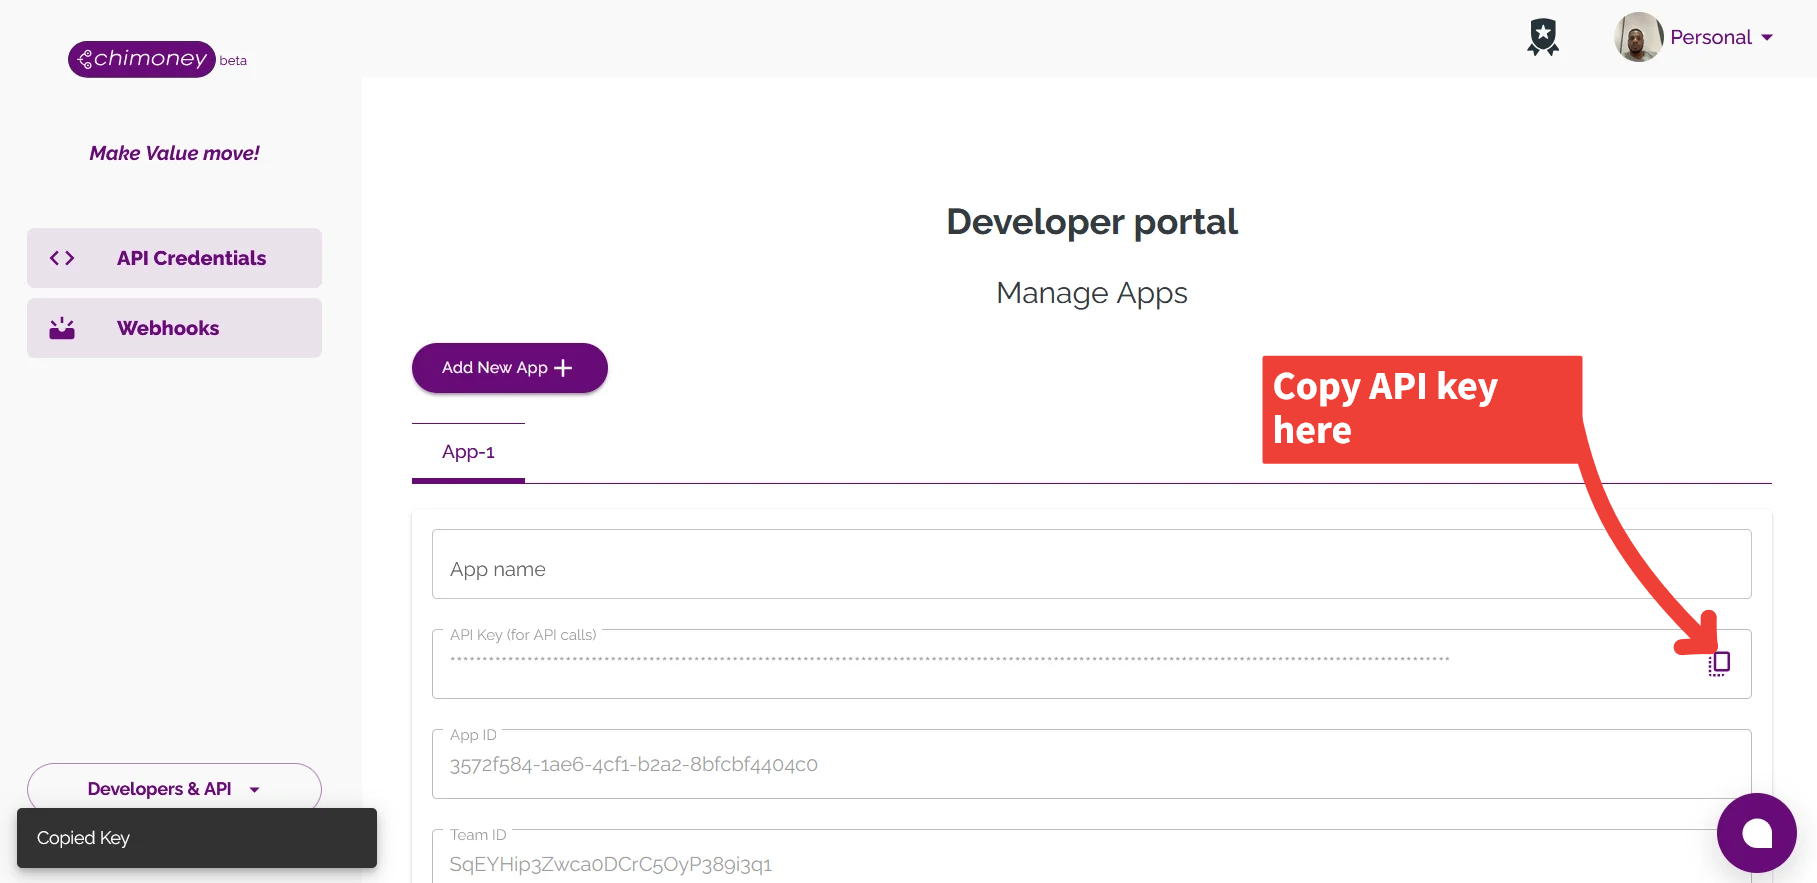 chimoney beta
Personal
Make Value move!
API Credentials
Webhooks
Developer portal
Manage Apps
Add New App
Copy API key
here
App-1
App name
API Key (for API calls)
App ID
3572f584-1ae6-4cf1-b2a2-8bfcbf4404c0
Developers & API
Copied Key
Team ID
SqEYHip3Zwca0DCrC5OyP389i3q1